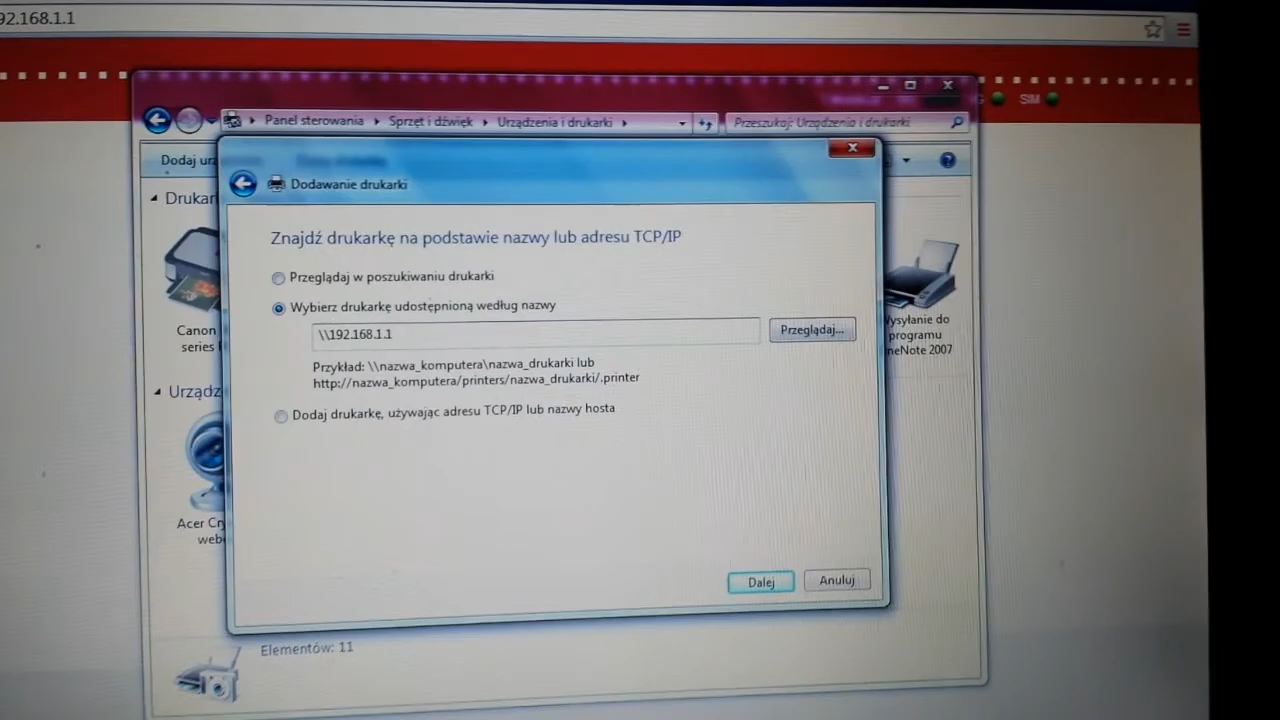 92.168.1.1
SIM
Panel sterowania
Sprzęt i dźwięk
Urządzenia i drukarki
Przeszukaj: Urządzenia i drukarki
Dodaj urz
Dodawanie drukarki
Drukar
Znajdź drukarkę na podstawie nazwy lub adresu TCP/IP
Przeglądaj w poszukiwaniu drukarki
Wybierz drukarkę udostępnioną według nazwy
\\192.168.1.1
Przeglądaj...
Przykład: \\nazwa_komputera\nazwa_drukarki lub
http://nazwa_komputera/printers/nazwa_drukarki/.printer
Dodaj drukarkę, używając adresu TCP/IP lub nazwy hosta
Canon
series
ysyłanie do
programu
neNote 2007
Urządz
Acer Cry
web
Dalej
Anuluj
Elementów: 11